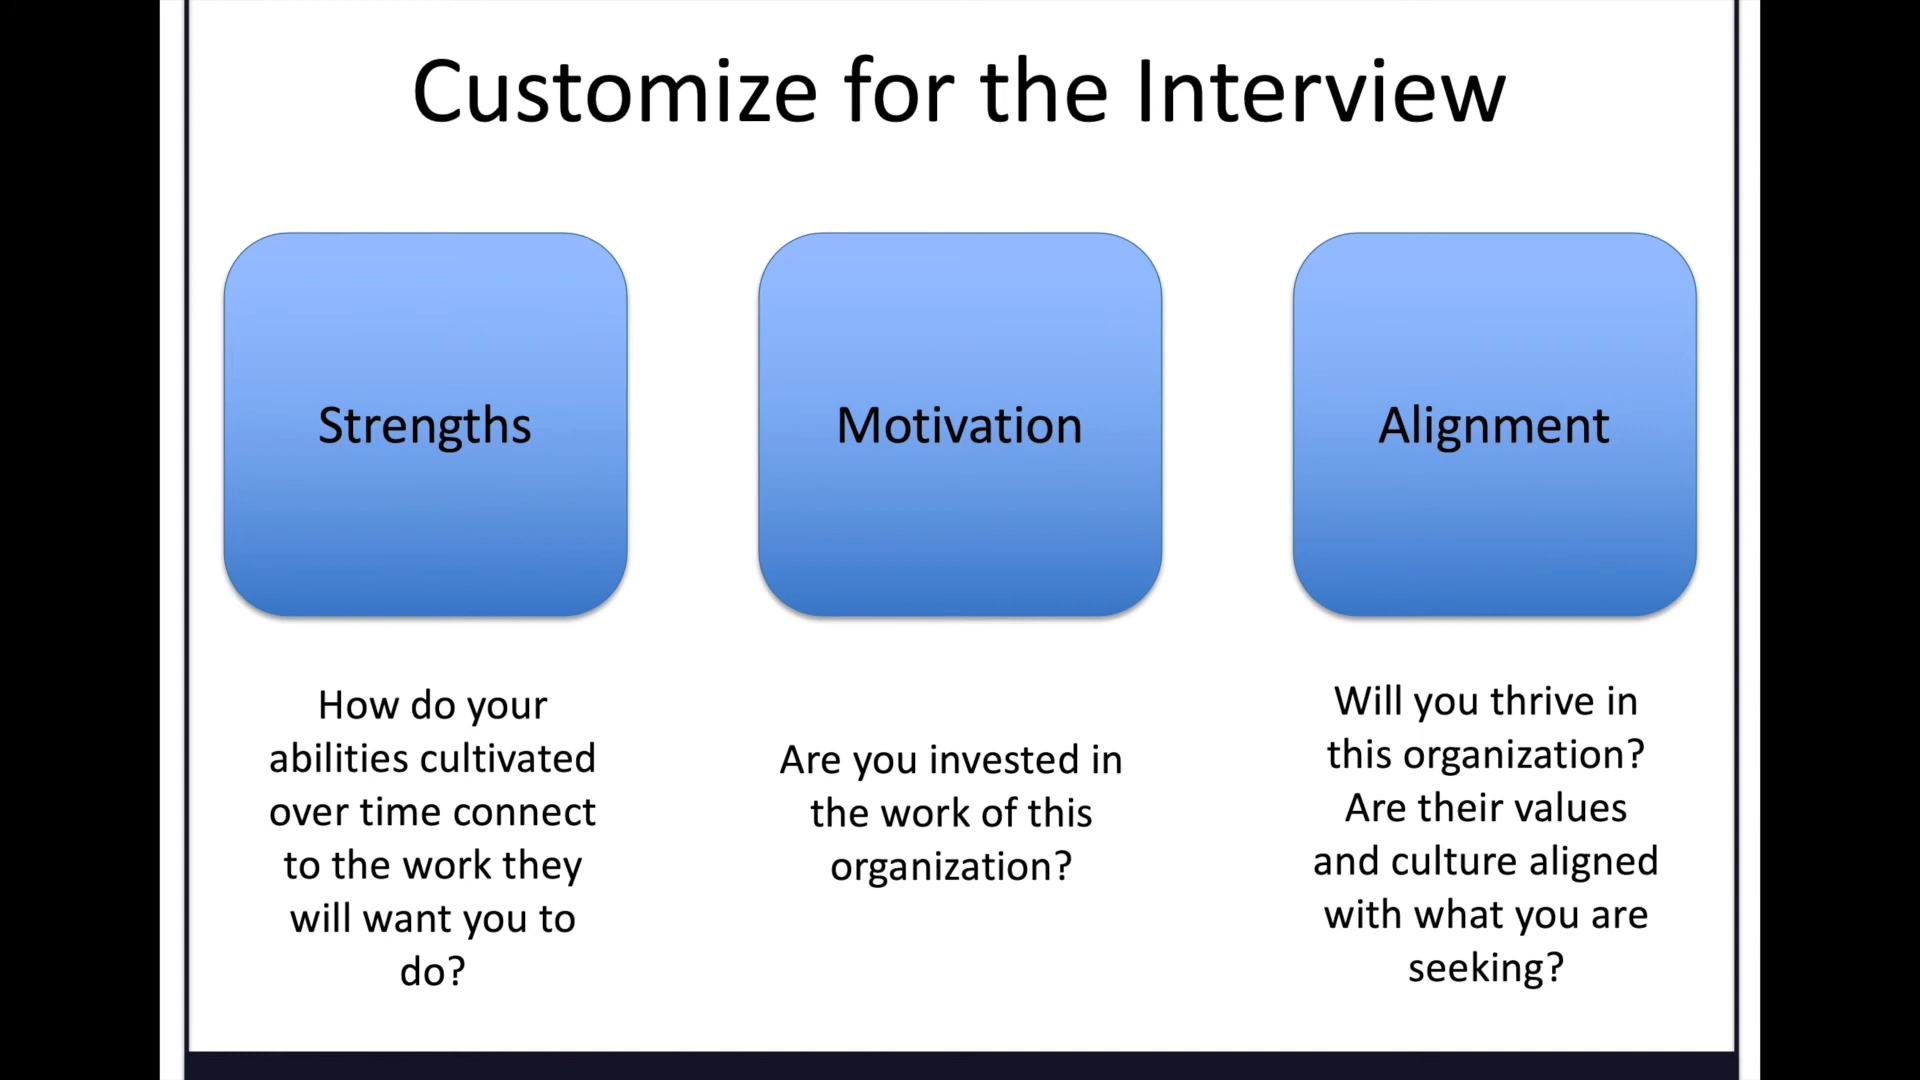 Customize for the Interview
Strengths
Motivation
Alignment
How do your
abilities cultivated
over time connect
to the work they
will want you to
do?
Are you invested in
the work of this
organization?
Will you thrive in
this organization?
Are their values
and culture aligned
with what you are
seeking?